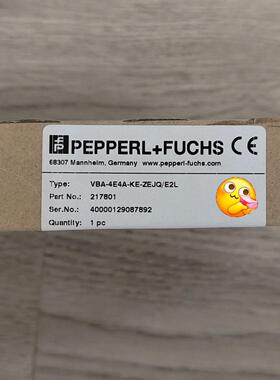 PEPPERL+FUCHS CE
68307 Mannheim, Germany www.pepperl-fuchs.com
Type: VBA-4E4A-KE-ZEJQ/E2L
Part No.: 217801
Ser.No.: 40000129087892
Quantity: 1 pc